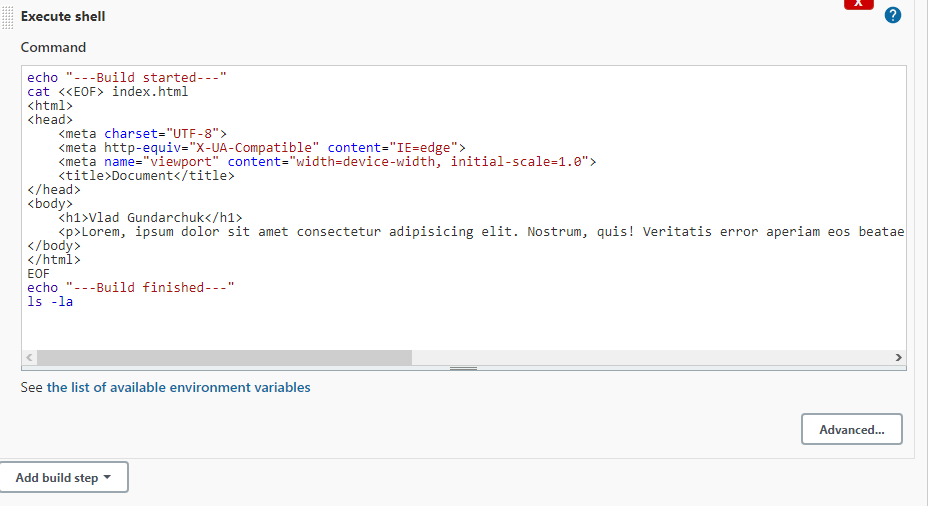 X
Execute shell
?
Command
echo "---Build started---"
cat <<EOF> index.html
<html>
<head>
    <meta charset="UTF-8">
    <meta http-equiv="X-UA-Compatible" content="IE=edge">
    <meta name="viewport" content="width=device-width, initial-scale=1.0">
    <title>Document</title>
</head>
<body>
    <h1>Vlad Gundarchuk</h1>
    <p>Lorem, ipsum dolor sit amet consectetur adipisicing elit. Nostrum, quis! Veritatis error aperiam eos beatae
</body>
</html>
EOF
echo "---Build finished---"
ls -la
See the list of available environment variables
Advanced...
Add build step